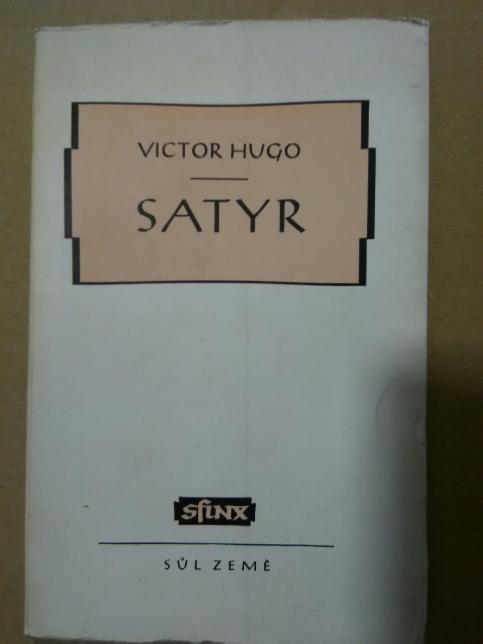 VICTOR HUGO
SATYR
sfinx
SŮL ZEMĚ